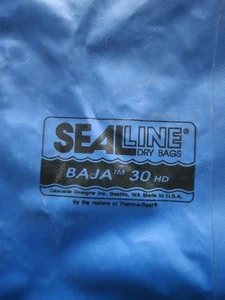 SEALLINE®
DRY BAGS
BAJA™ 30 HD
Cascade Designs Inc. Seattle, WA Made in U.S.A.
By the makers of Therm-a-Rest®